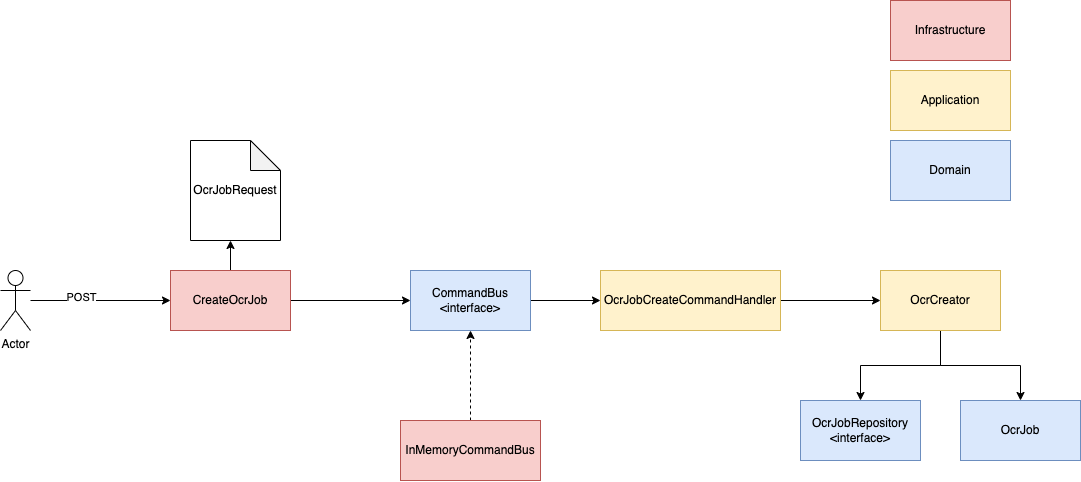 Infrastructure
Application
Domain
OcrJobRequest
POST
Actor
CreateOcrJob
CommandBus
<interface>
OcrJobCreateCommandHandler
OcrCreator
InMemoryCommandBus
OcrJobRepository
<interface>
OcrJob